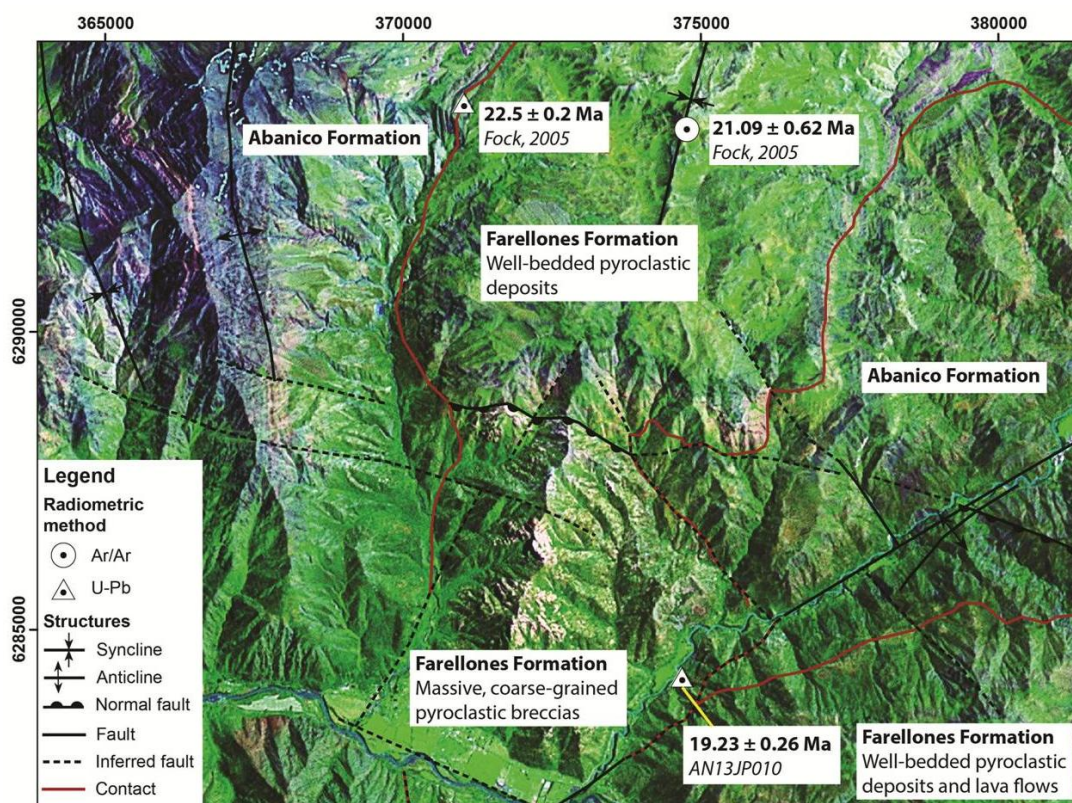 365000
370000
375000
380000
Abanico Formation
22.5 ± 0.2 Ma
Fock, 2005
21.09 ± 0.62 Ma
Fock, 2005
Farellones Formation
Well-bedded pyroclastic
deposits
6290000
Abanico Formation
Legend
Radiometric
method
Ar/Ar
U-Pb
Structures
Syncline
Anticline
Normal fault
Fault
Inferred fault
Contact
6285000
Farellones Formation
Massive, coarse-grained
pyroclastic breccias
19.23 ± 0.26 Ma
AN13JP010
Farellones Formation
Well-bedded pyroclastic
deposits and lava flows